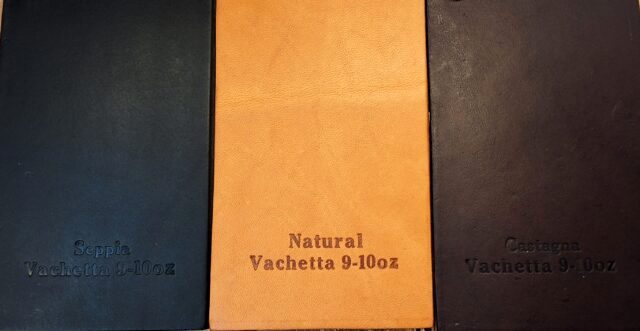 Seppia
Vachetta 9-10oz
Natural
Vachetta 9-10oz
Castagna
Vachetta 9-10oz